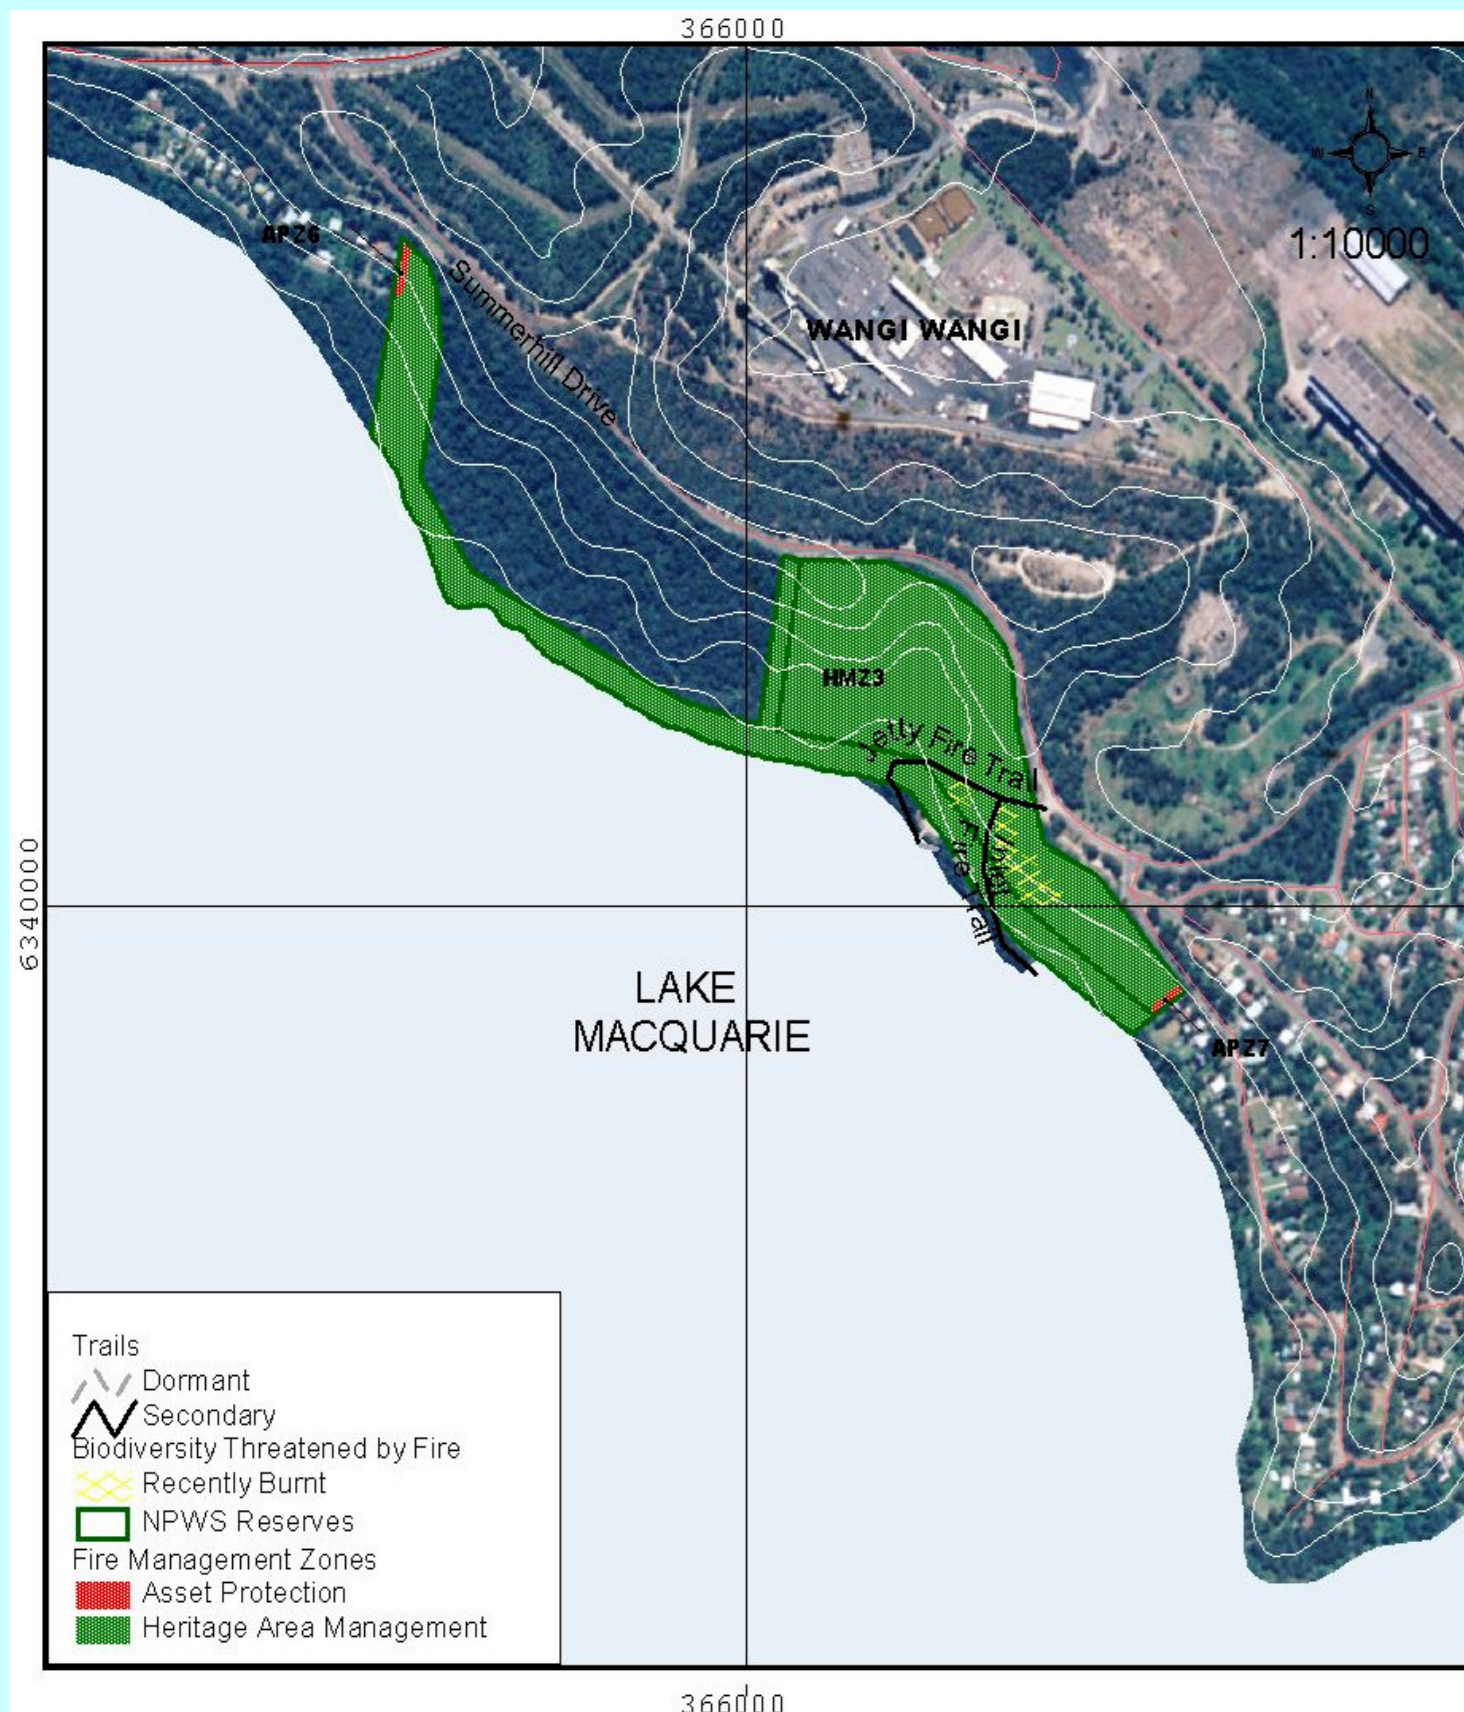 366000
N
W
E
S
1:10000
APZ6
Summerhill Drive
WANGI WANGI
HMZ3
Jetty Fire Trail
Fire Trail
6340000
LAKE
MACQUARIE
APZ7
Trails
Dormant
Secondary
Biodiversity Threatened by Fire
Recently Burnt
NPWS Reserves
Fire Management Zones
Asset Protection
Heritage Area Management
366000